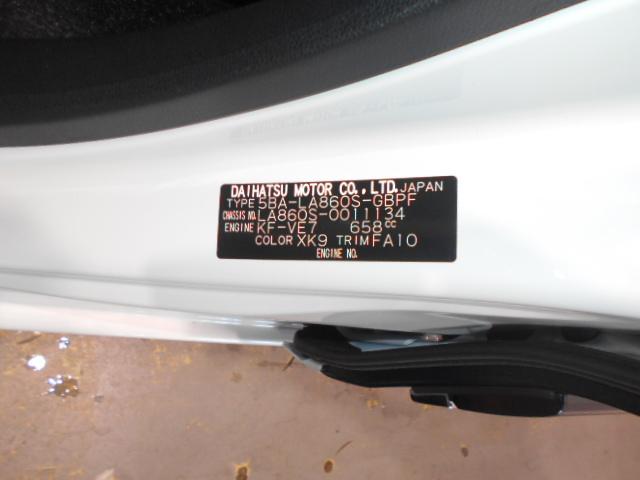 DAIHATSU MOTOR CO., LTD. JAPAN
TYPE 5BA-LA860S-GBPF
CHASSIS NO. LA860S-0011134
ENGINE KF-VE7 658CC
COLOR XK9 TRIM FA10
ENGINE NO.